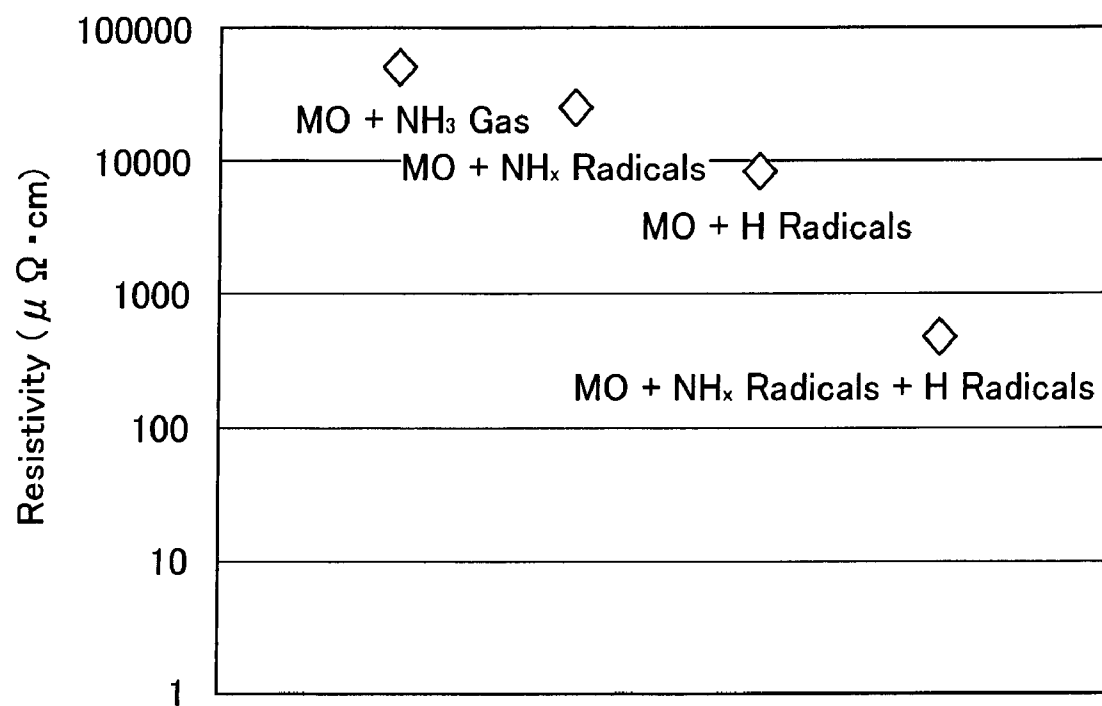 100000
10000
1000
100
10
1
Resistivity (μ Ω・cm)
MO + NH₃ Gas
MO + NHₓ Radicals
MO + H Radicals
MO + NHₓ Radicals + H Radicals